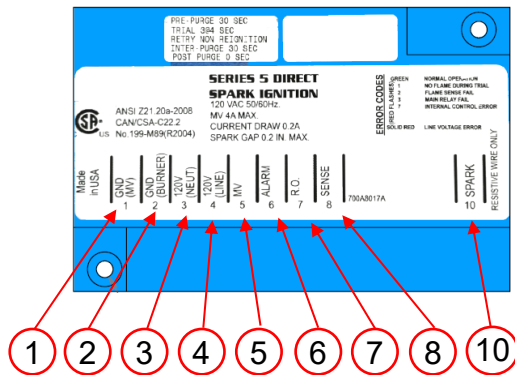 PRE-PURGE 30 SEC
TRIAL 3@4 SEC
RETRY NON REIGNITION
INTER-PURGE 30 SEC
POST PURGE 0 SEC
SERIES 5 DIRECT
SPARK IGNITION
120 VAC 50/60Hz.
MV 4A MAX.
CURRENT DRAW 0.2A
SPARK GAP 0.2 IN. MAX.
SA
US
ANSI Z21.20a-2008
CAN/CSA-C22.2
No.199-M89(R2004)
ERROR CODES
(RED FLASHES)
GREEN NORMAL OPERATION
1 NO FLAME DURING TRIAL
2 FLAME SENSE FAIL
3 MAIN RELAY FAIL
7 INTERNAL CONTROL ERROR
SOLID RED LINE VOLTAGE ERROR
Made
in USA
GND
(MV)
1
GND
(BURNER)
2
120V
(NEUT)
3
120V
(LINE)
4
MV
5
ALARM
6
R.O.
7
SENSE
8
700A8017A
SPARK
10
RESISTIVE WIRE ONLY
1 2 3 4 5 6 7 8 10